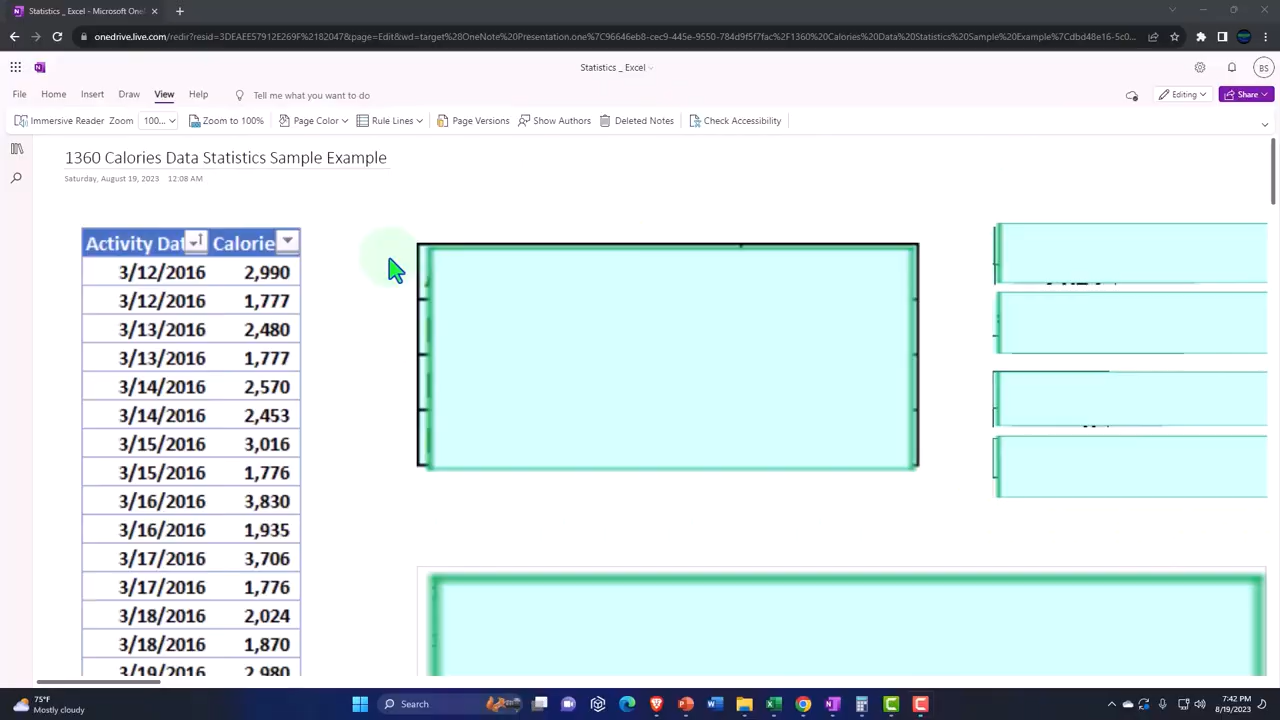 Statistics _ Excel - Microsoft One
onedrive.live.com/redir?resid=3DEAEE57912E269F%2182047&page=Edit&wd=target%28OneNote%20Presentation.one%7C96646eb8-cec9-445e-9550-784d9f5f7fac%2F1360%20Calories%20Data%20Statistics%20Sample%20Example%7Cdbd48e16-5c0...
Statistics _ Excel
BS
File Home Insert Draw View Help Tell me what you want to do
Editing
Share
Immersive Reader Zoom 100... Zoom to 100% Page Color Rule Lines Page Versions Show Authors Deleted Notes Check Accessibility
1360 Calories Data Statistics Sample Example
Saturday, August 19, 2023 12:08 AM
Activity Dat Calorie
3/12/2016 2,990
3/12/2016 1,777
3/13/2016 2,480
3/13/2016 1,777
3/14/2016 2,570
3/14/2016 2,453
3/15/2016 3,016
3/15/2016 1,776
3/16/2016 3,830
3/16/2016 1,935
3/17/2016 3,706
3/17/2016 1,776
3/18/2016 2,024
3/18/2016 1,870
3/19/2016 2,980
75°F
Mostly cloudy
Search
7:42 PM
8/19/2023